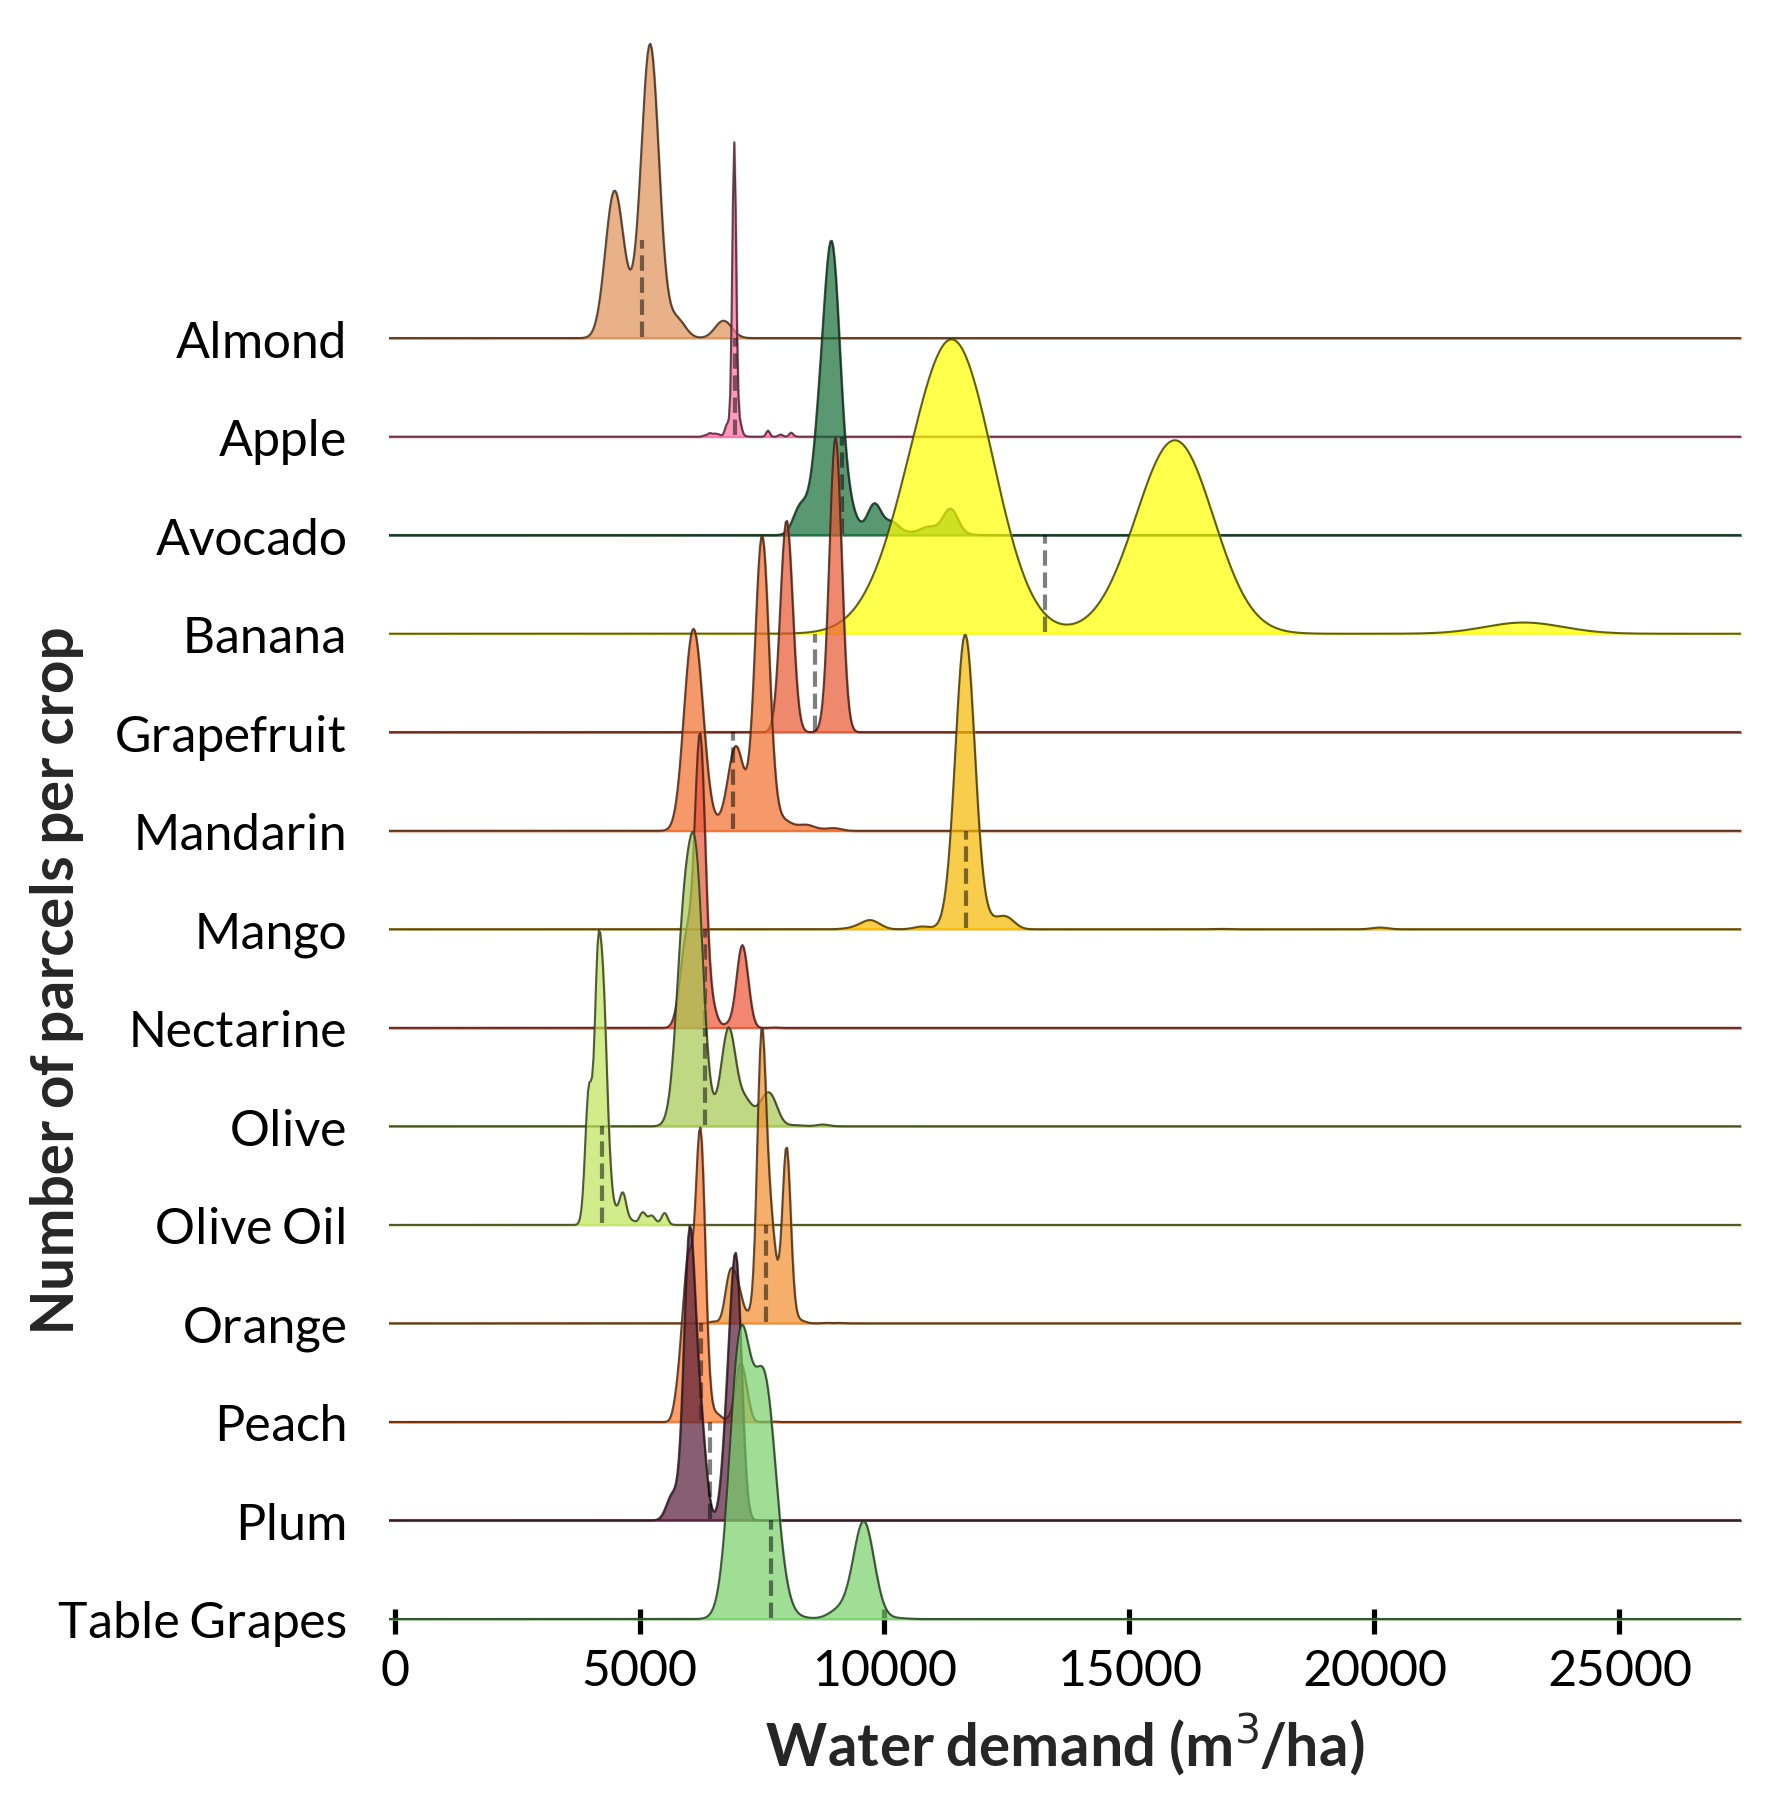 Number of parcels per crop
Almond
Apple
Avocado
Banana
Grapefruit
Mandarin
Mango
Nectarine
Olive
Olive Oil
Orange
Peach
Plum
Table Grapes
0 5000 10000 15000 20000 25000
Water demand (m³/ha)